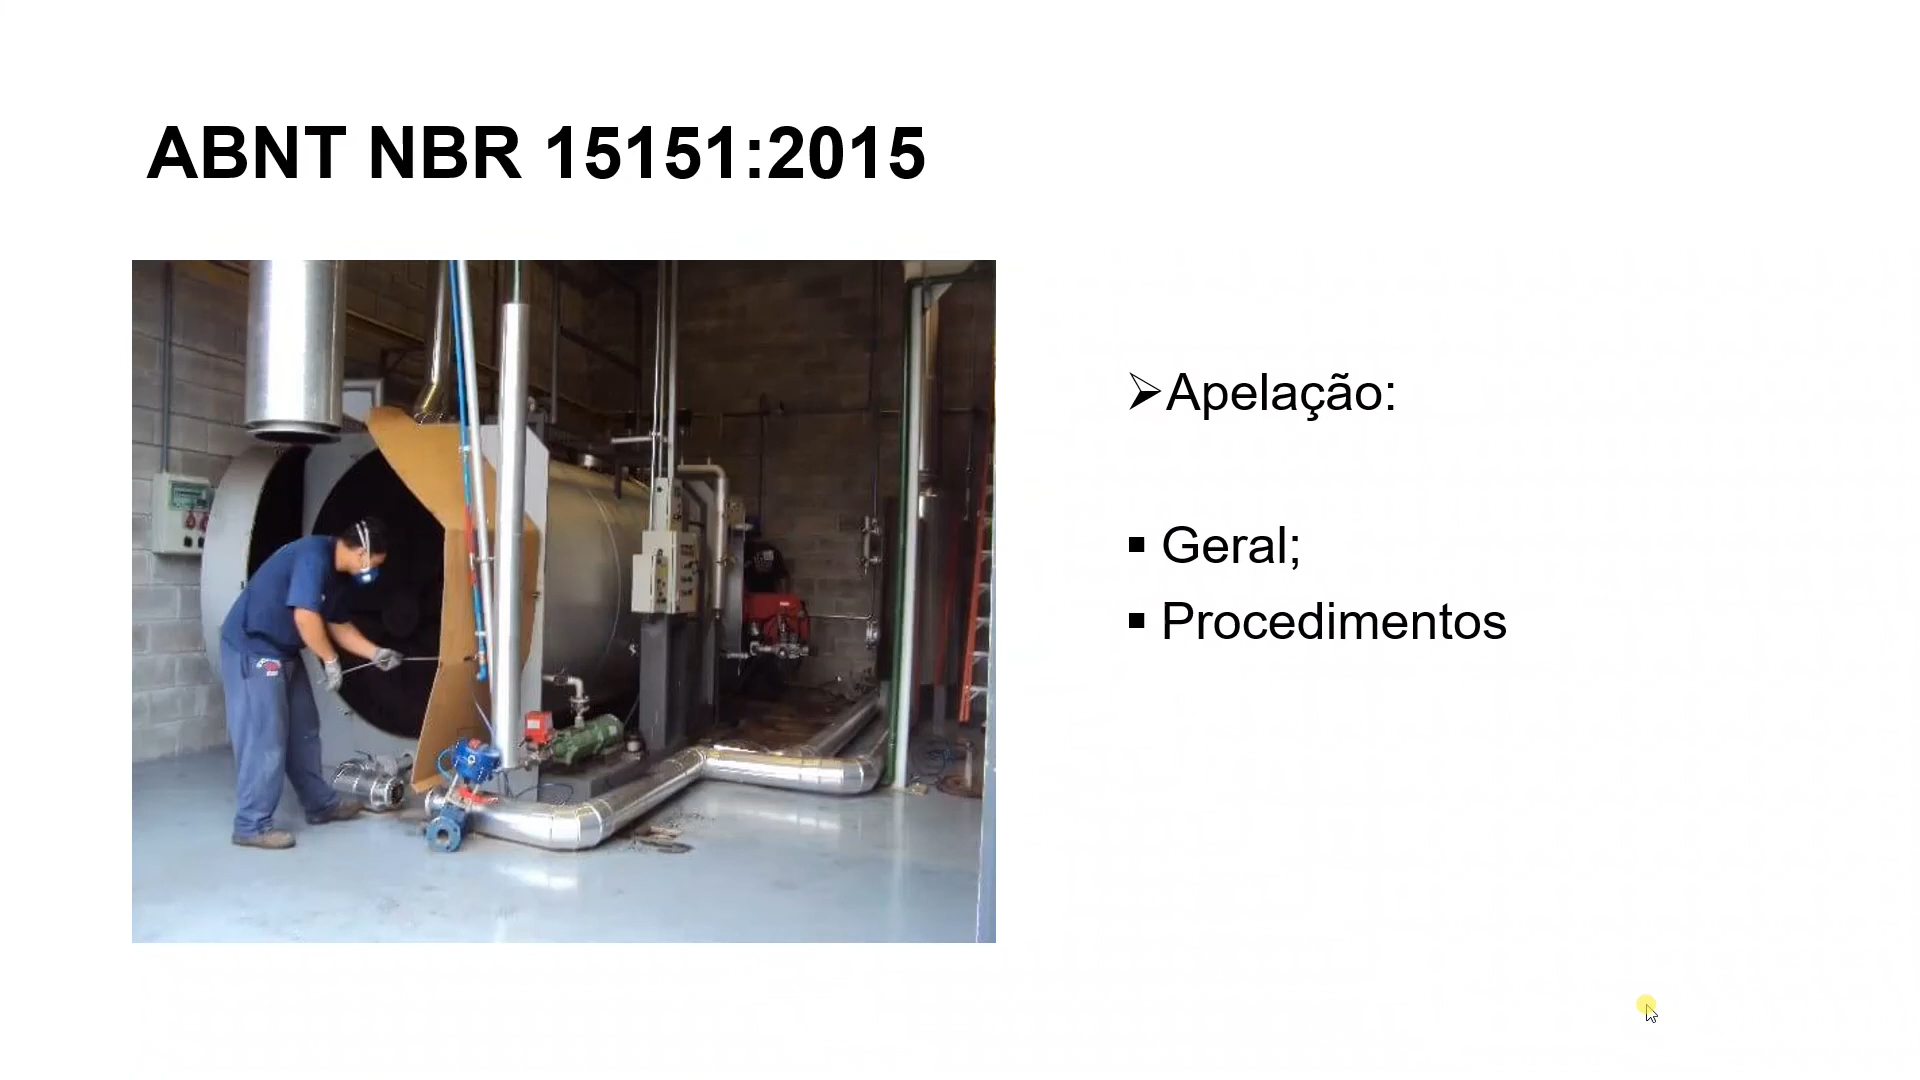 ABNT NBR 15151:2015
➢Apelação:
▪ Geral;
▪ Procedimentos